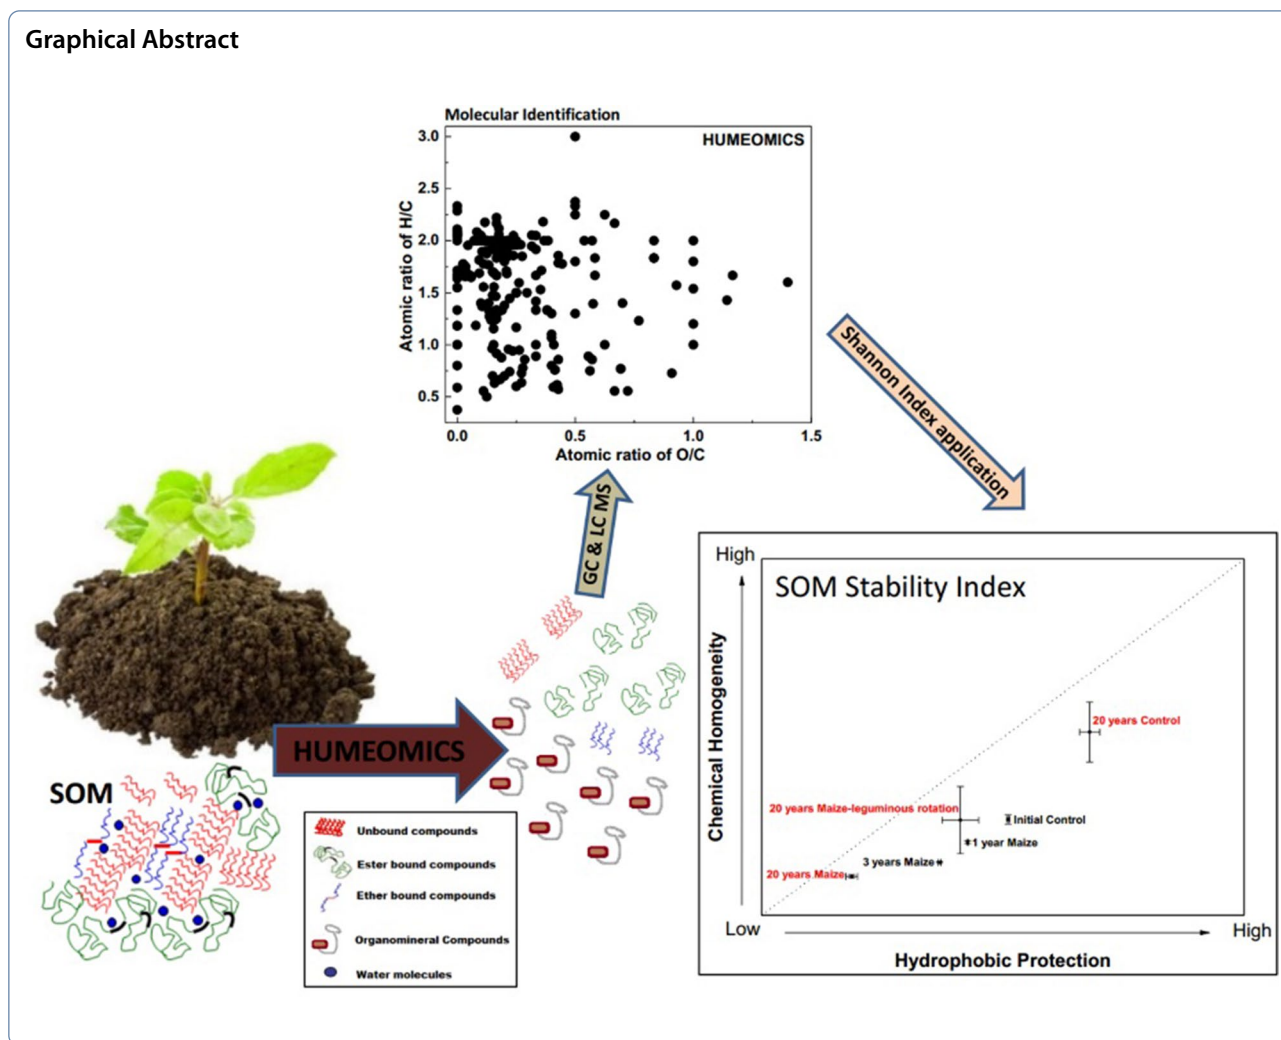 Graphical Abstract
Molecular Identification
HUMEOMICS
3.0
2.5
2.0
1.5
1.0
0.5
Atomic ratio of H/C
0.0
0.5
1.0
1.5
Atomic ratio of O/C
Shannon Index application
GC & LC MS
HUMEOMICS
SOM
Unbound compounds
Ester bound compounds
Ether bound compounds
Organomineral Compounds
Water molecules
High
SOM Stability Index
Chemical Homogeneity
20 years Control
20 years Maize-leguminous rotation
Initial Control
1 year Maize
3 years Maize
20 years Maize
Low
High
Hydrophobic Protection